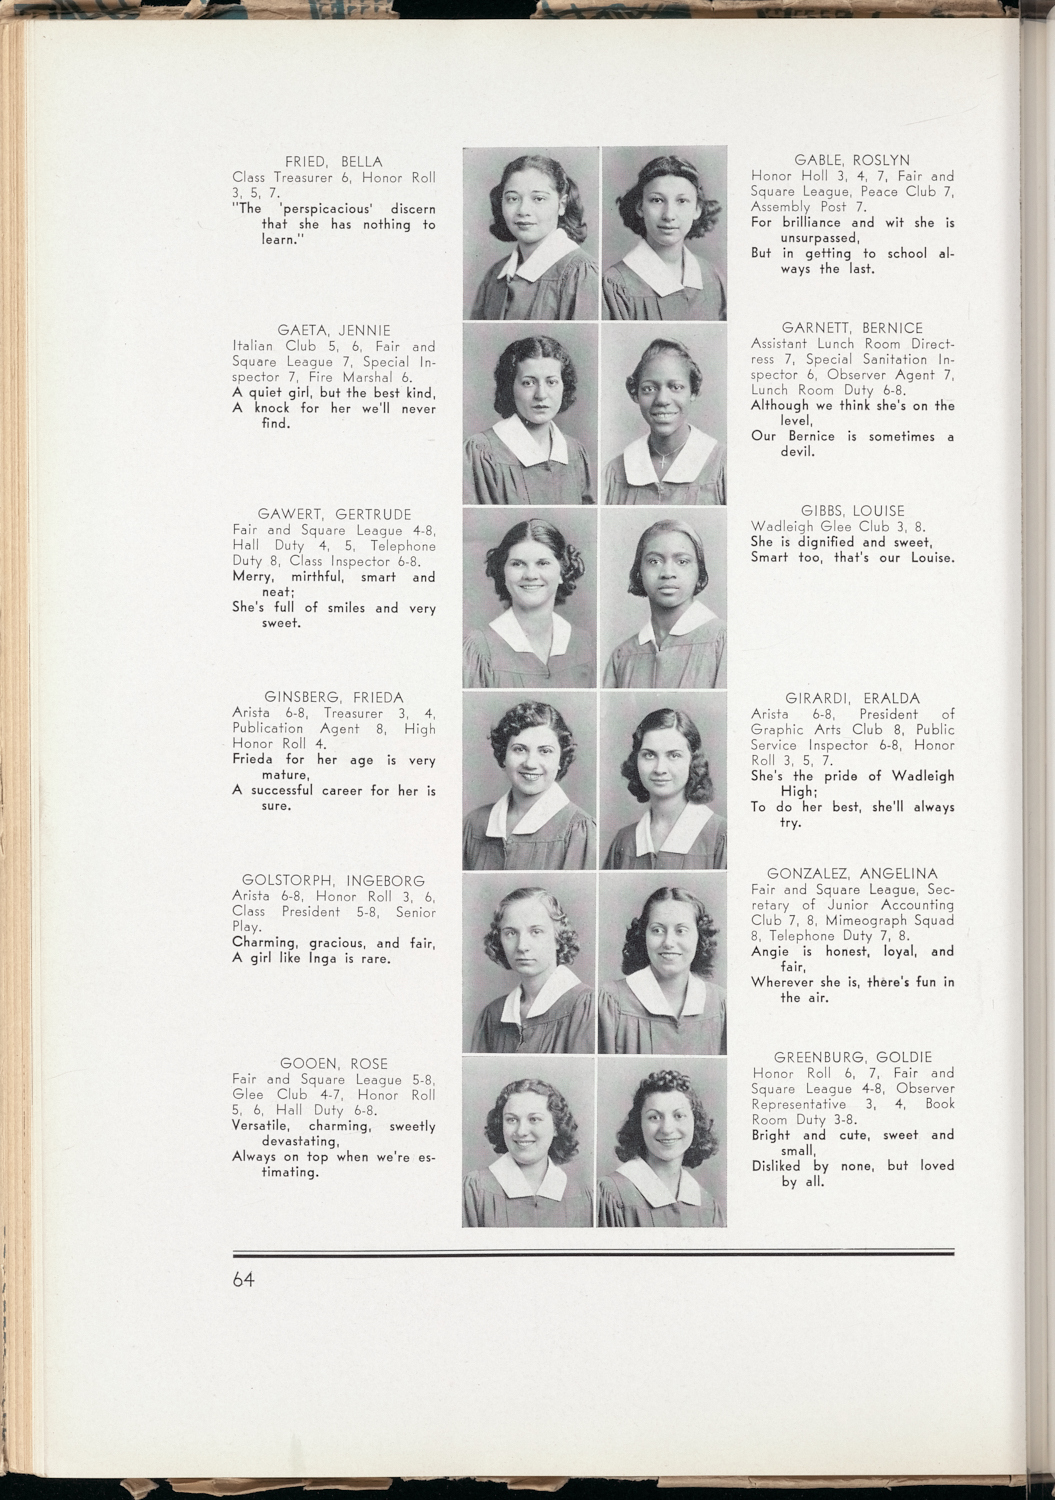 FRIED, BELLA
Class Treasurer 6, Honor Roll
3, 5, 7.
"The 'perspicacious' discern
that she has nothing to
learn."
GABLE, ROSLYN
Honor Holl 3, 4, 7, Fair and
Square League, Peace Club 7,
Assembly Post 7.
For brilliance and wit she is
unsurpassed,
But in getting to school al-
ways the last.
GAETA, JENNIE
Italian Club 5, 6, Fair and
Square League 7, Special In-
spector 7, Fire Marshal 6.
A quiet girl, but the best kind,
A knock for her we'll never
find.
GARNETT, BERNICE
Assistant Lunch Room Direct-
ress 7, Special Sanitation In-
spector 6, Observer Agent 7,
Lunch Room Duty 6-8.
Although we think she's on the
level,
Our Bernice is sometimes a
devil.
GAWERT, GERTRUDE
Fair and Square League 4-8,
Hall Duty 4, 5, Telephone
Duty 8, Class Inspector 6-8.
Merry, mirthful, smart and
neat;
She's full of smiles and very
sweet.
GIBBS, LOUISE
Wadleigh Glee Club 3, 8.
She is dignified and sweet,
Smart too, that's our Louise.
GINSBERG, FRIEDA
Arista 6-8, Treasurer 3, 4,
Publication Agent 8, High
Honor Roll 4.
Frieda for her age is very
mature,
A successful career for her is
sure.
GIRARDI, ERALDA
Arista 6-8, President of
Graphic Arts Club 8, Public
Service Inspector 6-8, Honor
Roll 3, 5, 7.
She's the pride of Wadleigh
High;
To do her best, she'll always
try.
GOLSTORPH, INGEBORG
Arista 6-8, Honor Roll 3, 6,
Class President 5-8, Senior
Play.
Charming, gracious, and fair,
A girl like Inga is rare.
GONZALEZ, ANGELINA
Fair and Square League, Sec-
retary of Junior Accounting
Club 7, 8, Mimeograph Squad
8, Telephone Duty 7, 8.
Angie is honest, loyal, and
fair,
Wherever she is, there's fun in
the air.
GOOEN, ROSE
Fair and Square League 5-8,
Glee Club 4-7, Honor Roll
5, 6, Hall Duty 6-8.
Versatile, charming, sweetly
devastating,
Always on top when we're es-
timating.
GREENBURG, GOLDIE
Honor Roll 6, 7, Fair and
Square League 4-8, Observer
Representative 3, 4, Book
Room Duty 3-8.
Bright and cute, sweet and
small,
Disliked by none, but loved
by all.
64